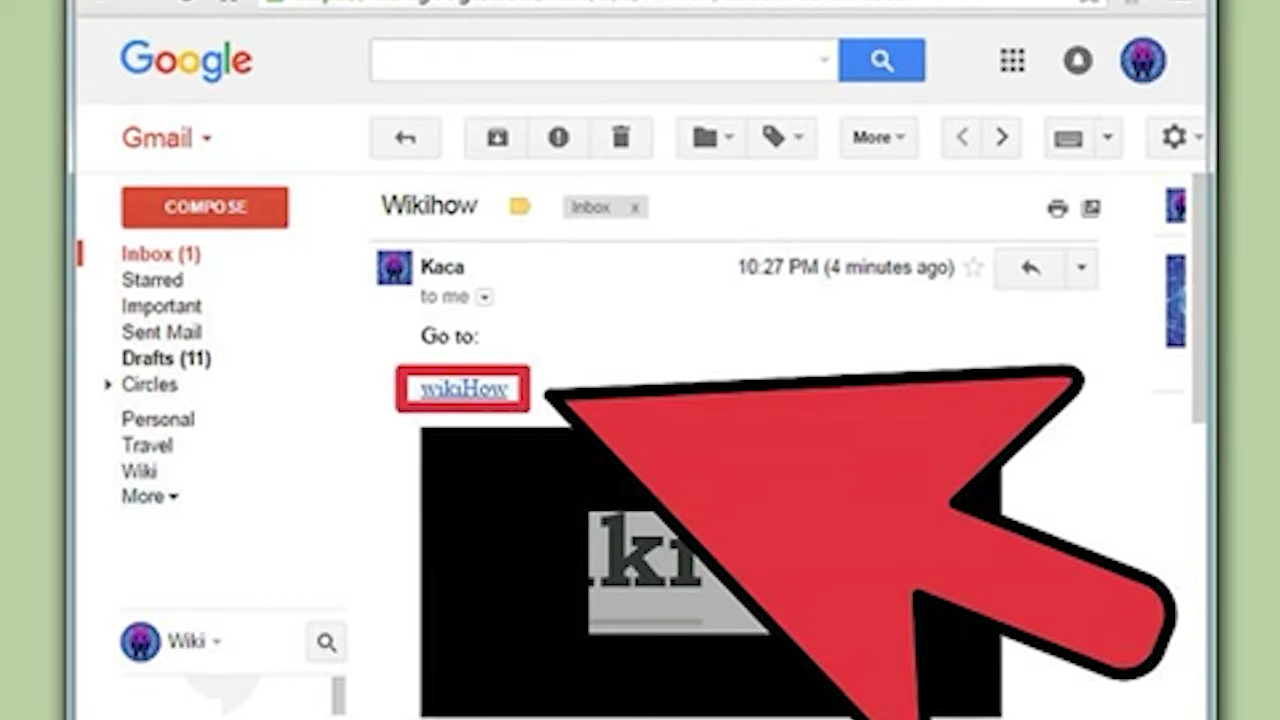 Google
Gmail
More
COMPOSE
Wikihow
Inbox x
Inbox (1)
Starred
Important
Sent Mail
Drafts (11)
Circles
Personal
Travel
Wiki
More
Kaca
10:27 PM (4 minutes ago)
to me
Go to:
wikiHow
iki
Wiki